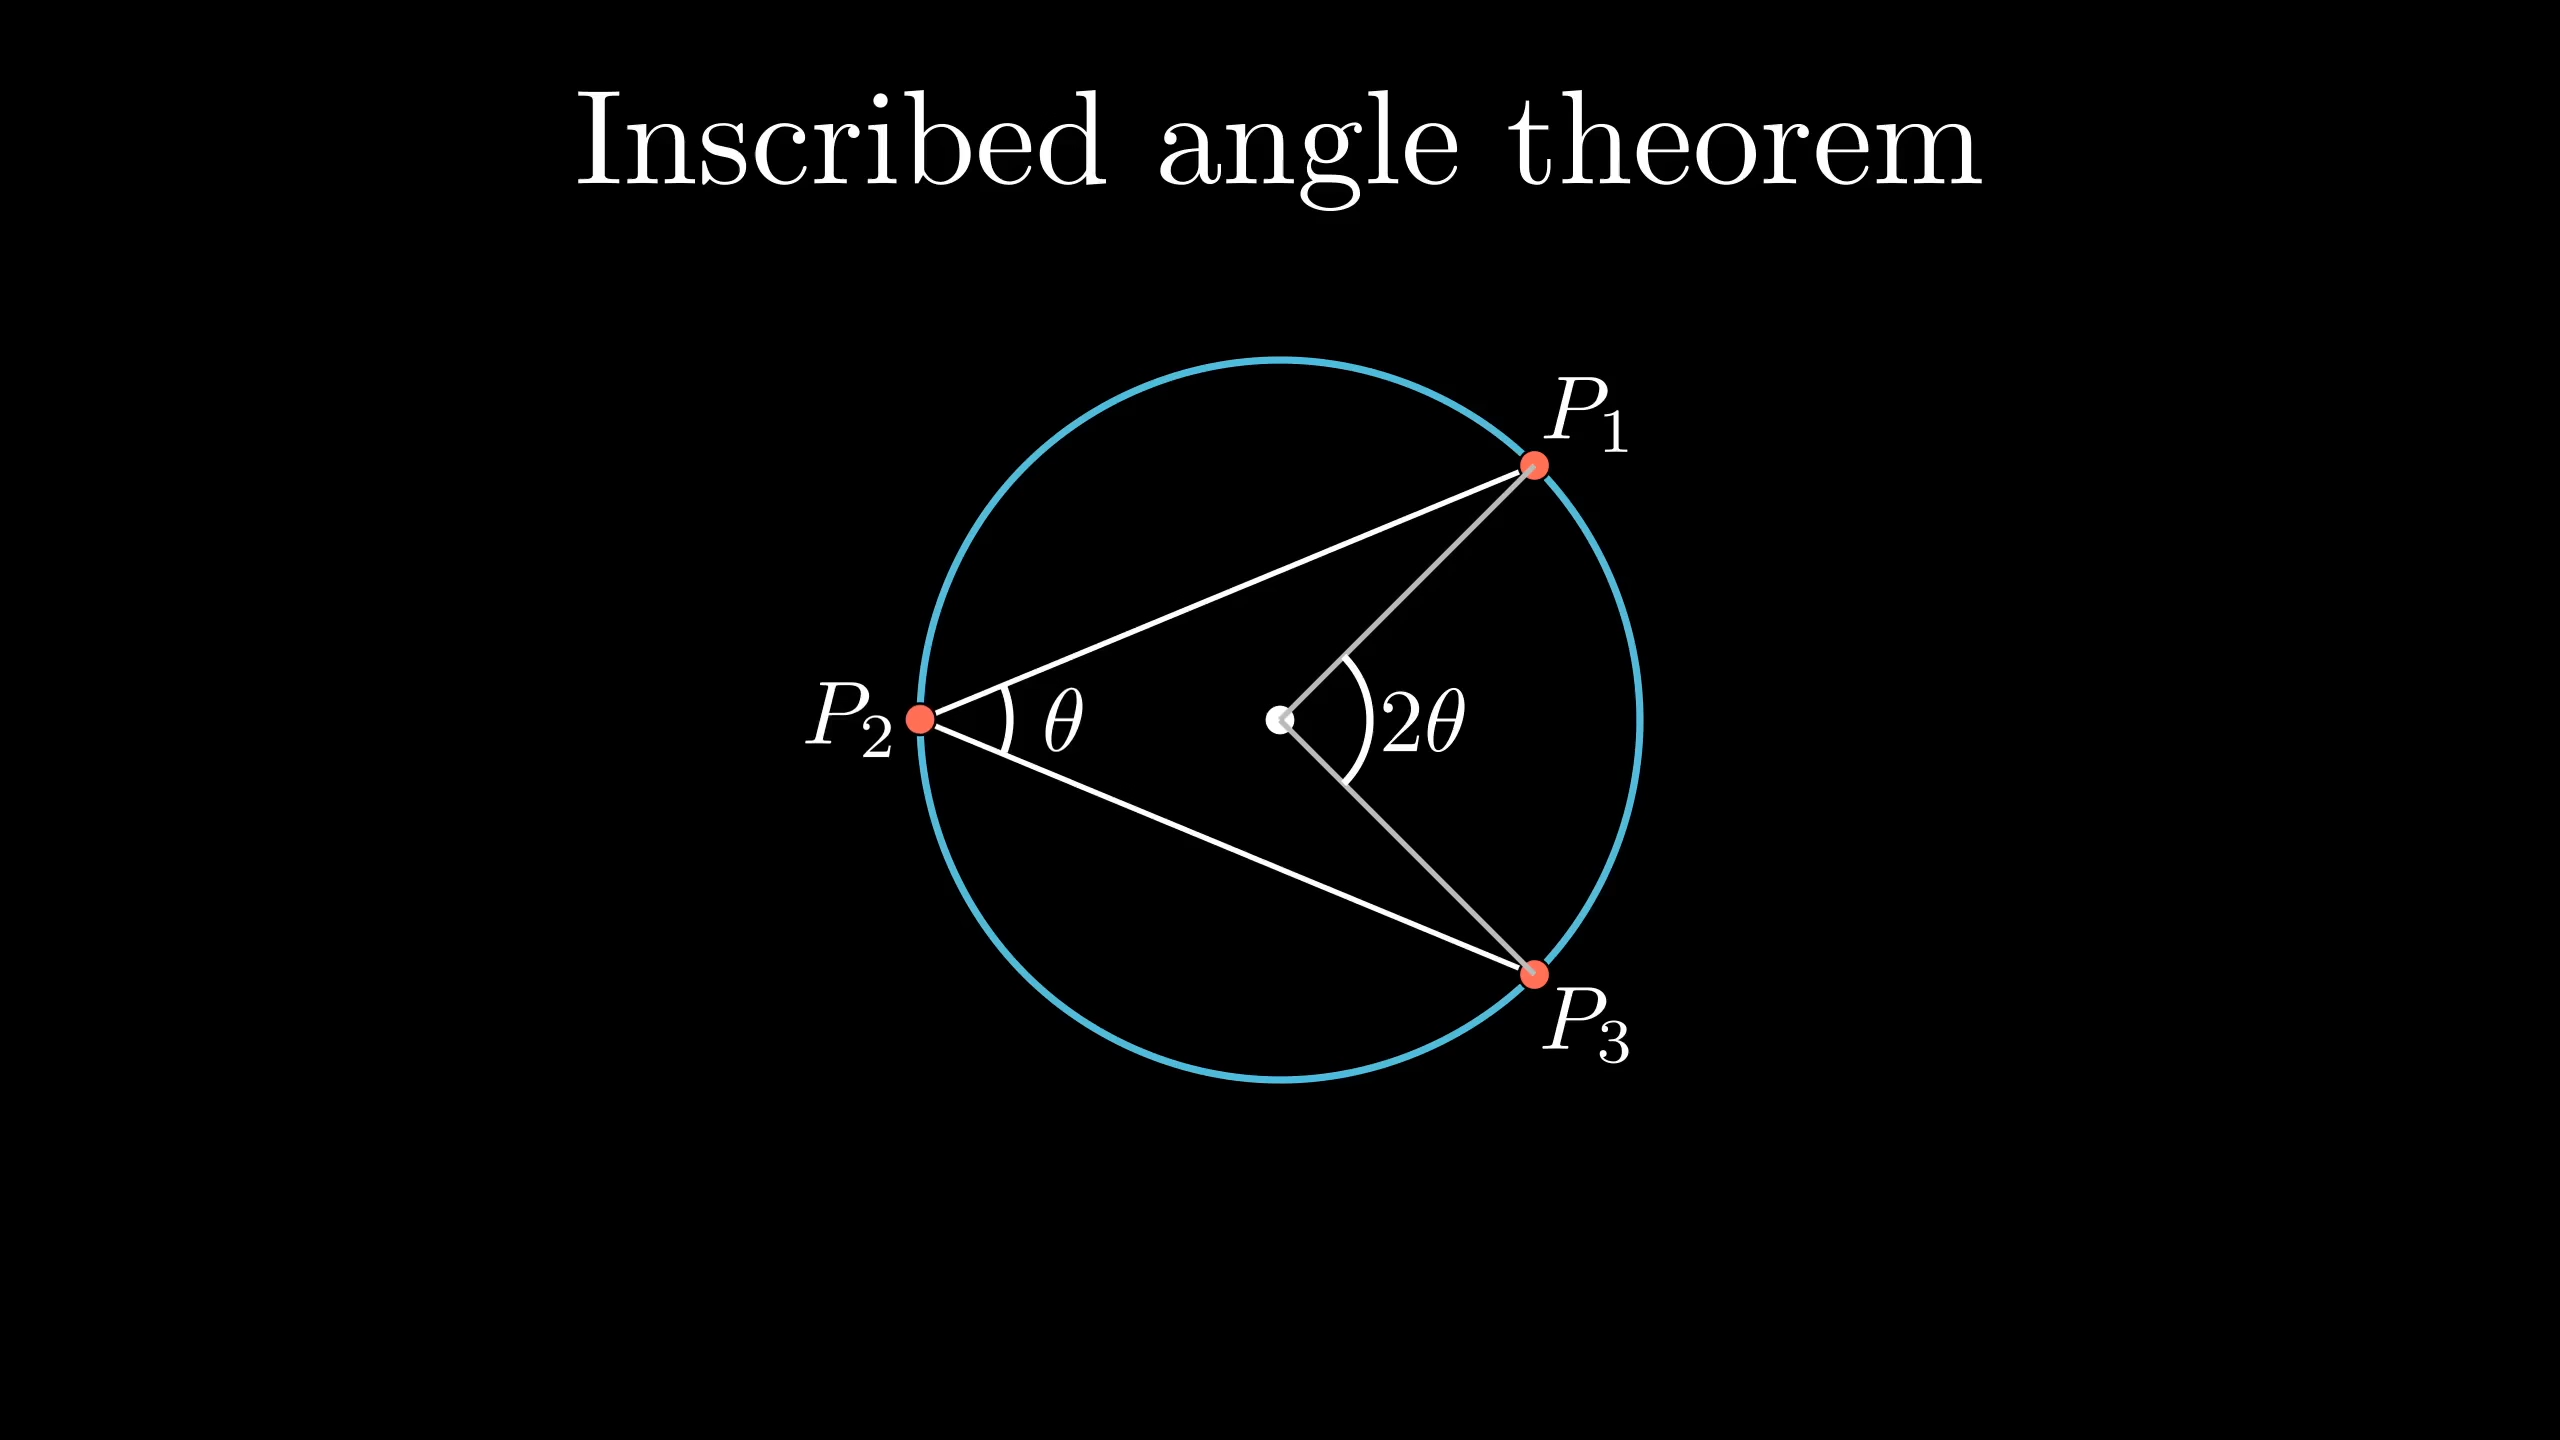 Inscribed angle theorem
P₁
P₂
θ
2θ
P₃